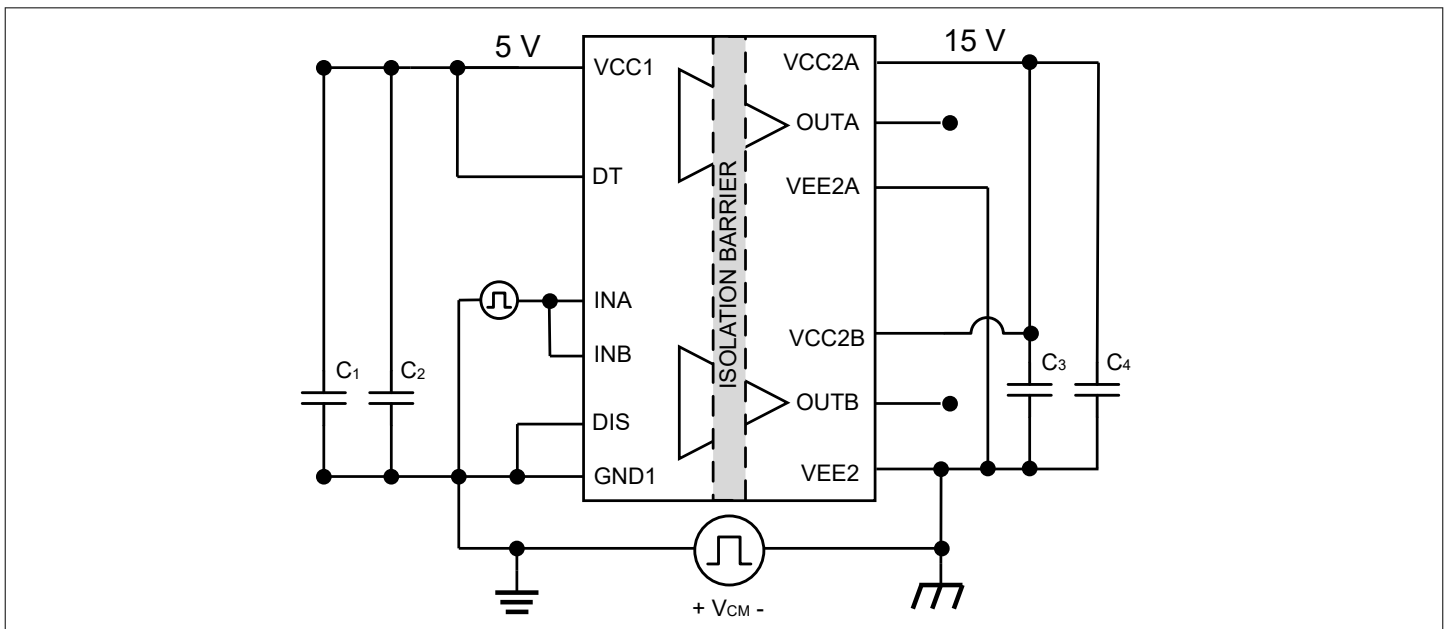 5 V
15 V
VCC1
DT
INA
INB
DIS
GND1
ISOLATION BARRIER
VCC2A
OUTA
VEE2A
VCC2B
OUTB
VEE2
C1
C2
C3
C4
+ VCM -